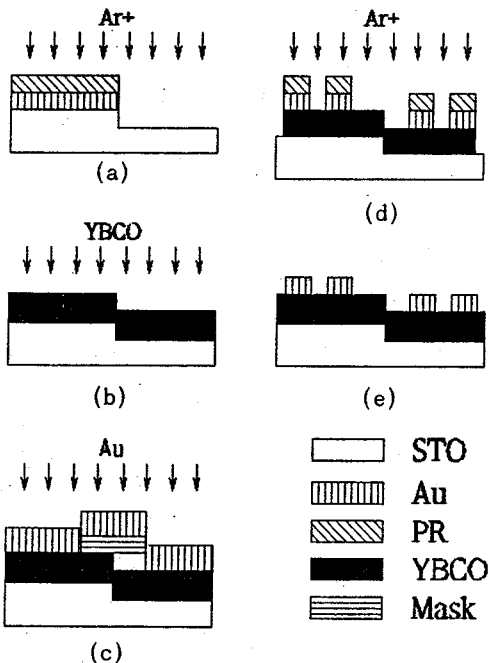 Ar+
(a)
YBCO
(b)
Au
(c)
Ar+
(d)
(e)
STO
Au
PR
YBCO
Mask